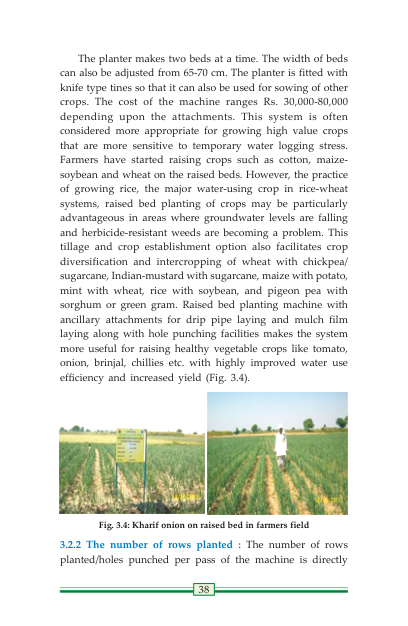 The planter makes two beds at a time. The width of beds
can also be adjusted from 65-70 cm. The planter is fitted with
knife type tines so that it can also be used for sowing of other
crops. The cost of the machine ranges Rs. 30,000-80,000
depending upon the attachments. This system is often
considered more appropriate for growing high value crops
that are more sensitive to temporary water logging stress.
Farmers have started raising crops such as cotton, maize-
soybean and wheat on the raised beds. However, the practice
of growing rice, the major water-using crop in rice-wheat
systems, raised bed planting of crops may be particularly
advantageous in areas where groundwater levels are falling
and herbicide-resistant weeds are becoming a problem. This
tillage and crop establishment option also facilitates crop
diversification and intercropping of wheat with chickpea/
sugarcane, Indian-mustard with sugarcane, maize with potato,
mint with wheat, rice with soybean, and pigeon pea with
sorghum or green gram. Raised bed planting machine with
ancillary attachments for drip pipe laying and mulch film
laying along with hole punching facilities makes the system
more useful for raising healthy vegetable crops like tomato,
onion, brinjal, chillies etc. with highly improved water use
efficiency and increased yield (Fig. 3.4).
Fig. 3.4: Kharif onion on raised bed in farmers field
3.2.2 The number of rows planted : The number of rows
planted/holes punched per pass of the machine is directly
38